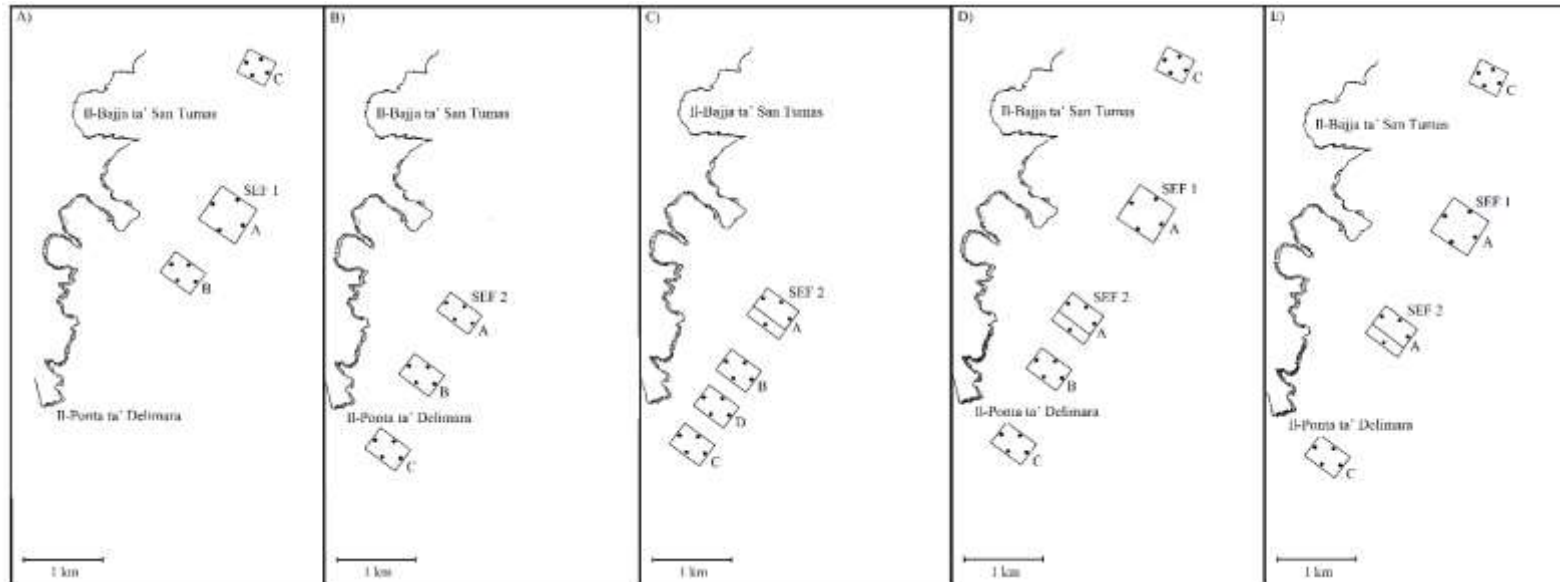 A)
C
Il-Bajja ta' San Tumas
SEF 1
A
B
Il-Ponta ta' Delimara
1 km
B)
Il-Bajja ta' San Tumas
SEF 2
A
B
Il-Ponta ta' Delimara
C
1 km
C)
Il-Bajja ta' San Tumas
SEF 2
A
B
D
C
1 km
D)
C
Il-Bajja ta' San Tumas
SEF 1
A
SEF 2
A
B
Il-Ponta ta' Delimara
C
1 km
E)
C
Il-Bajja ta' San Tumas
SEF 1
A
SEF 2
A
Il-Ponta ta' Delimara
C
1 km